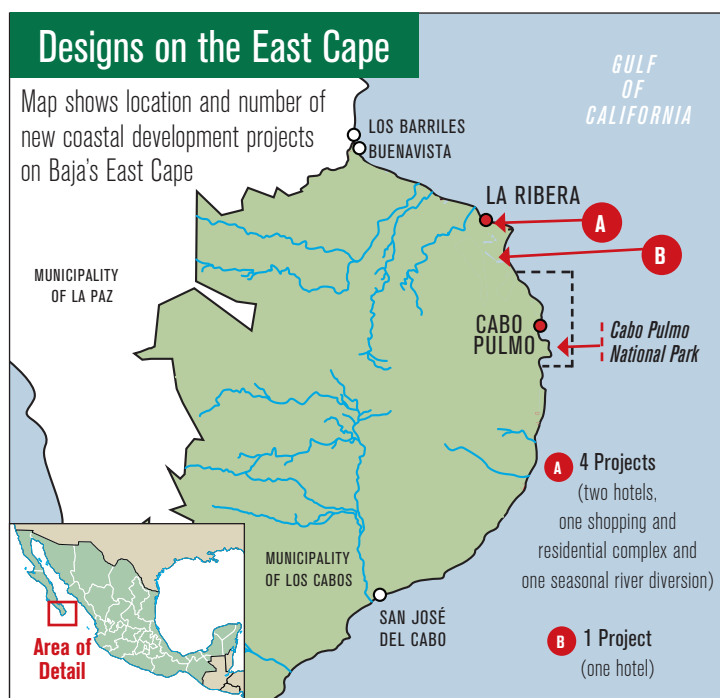 Designs on the East Cape
Map shows location and number of
new coastal development projects
on Baja's East Cape
GULF
OF
CALIFORNIA
LOS BARRILES
BUENAVISTA
LA RIBERA
A
B
MUNICIPALITY
OF LA PAZ
CABO
PULMO
Cabo Pulmo
National Park
A 4 Projects
(two hotels,
one shopping and
residential complex and
one seasonal river diversion)
MUNICIPALITY
OF LOS CABOS
SAN JOSÉ
DEL CABO
B 1 Project
(one hotel)
Area of
Detail